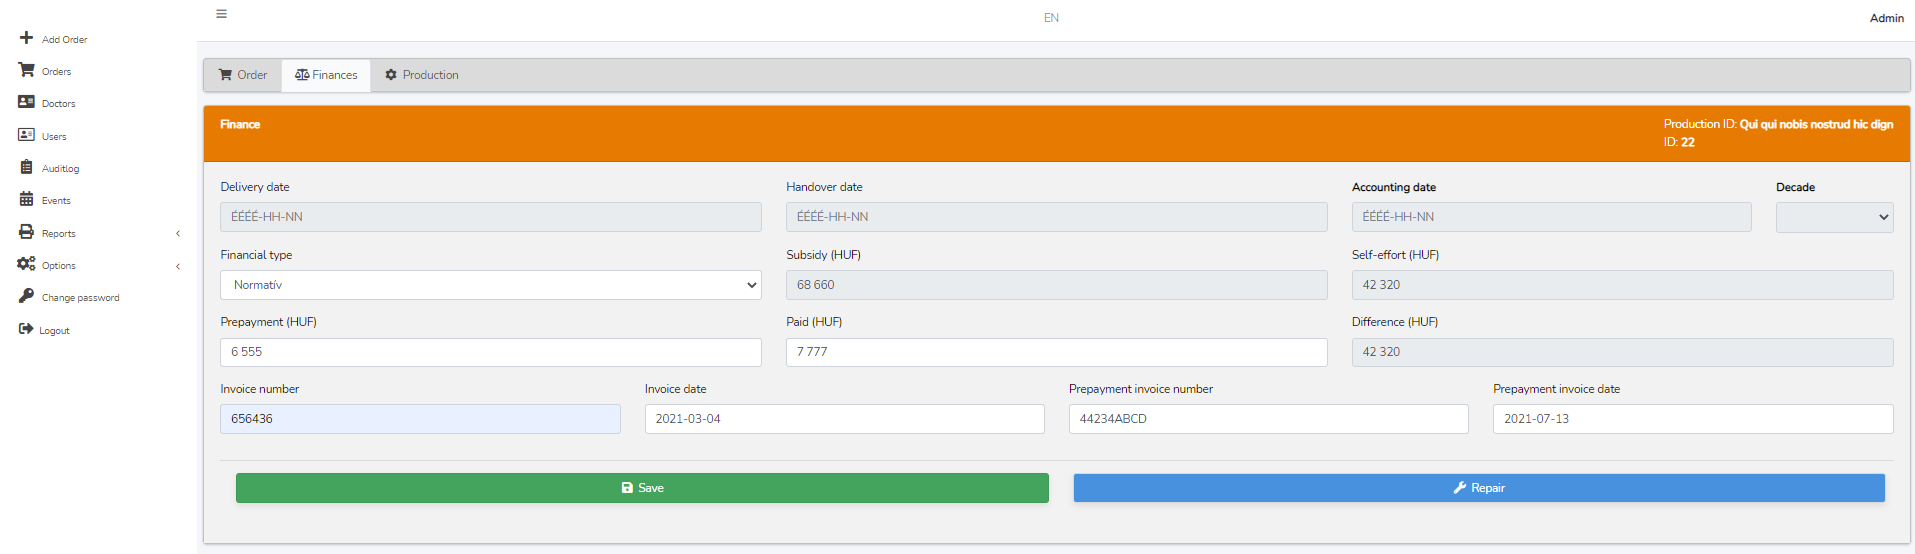 EN
Admin
Add Order
Orders
Doctors
Users
Auditlog
Events
Reports
Options
Change password
Logout
Order
Finances
Production
Finance
Production ID: Qui qui nobis nostrud hic dign
ID: 22
Delivery date
Handover date
Accounting date
Decade
ÉÉÉÉ-HH-NN
ÉÉÉÉ-HH-NN
ÉÉÉÉ-HH-NN
Financial type
Subsidy (HUF)
Self-effort (HUF)
Normatív
68 660
42 320
Prepayment (HUF)
Paid (HUF)
Difference (HUF)
6 555
7 777
42 320
Invoice number
Invoice date
Prepayment invoice number
Prepayment invoice date
656436
2021-03-04
44234ABCD
2021-07-13
Save
Repair